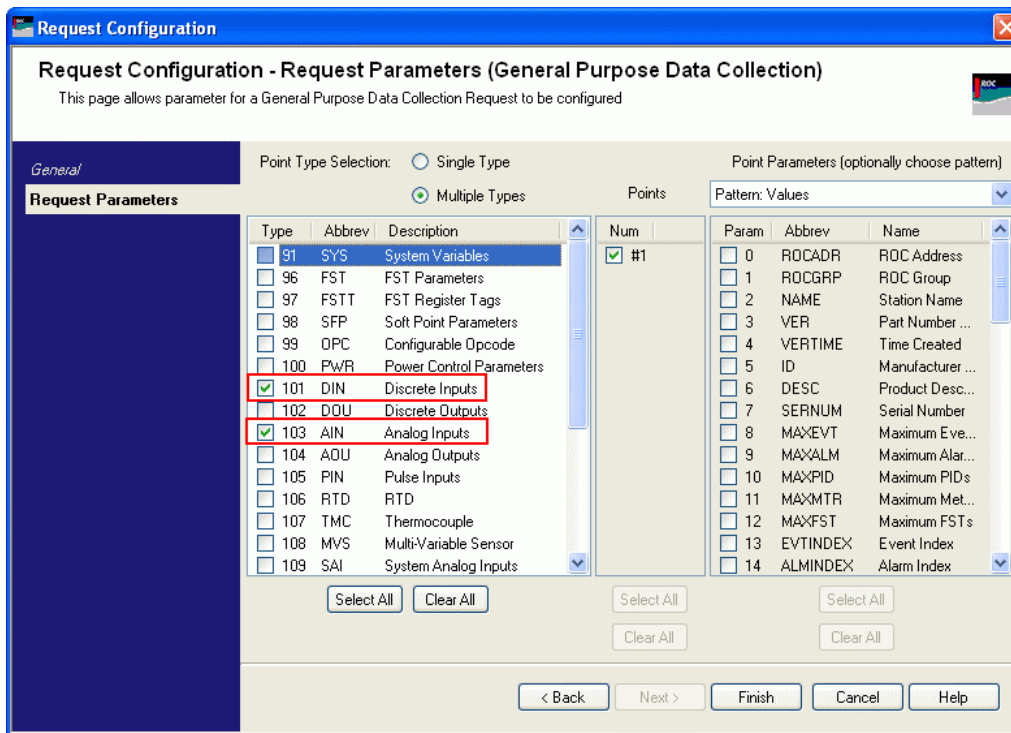 Request Configuration
Request Configuration - Request Parameters (General Purpose Data Collection)
This page allows parameter for a General Purpose Data Collection Request to be configured
ROC
General
Request Parameters
Point Type Selection: Single Type
Multiple Types
Points
Point Parameters (optionally choose pattern)
Pattern: Values
Type Abbrev Description
91 SYS System Variables
96 FST FST Parameters
97 FSTT FST Register Tags
98 SFP Soft Point Parameters
99 OPC Configurable Opcode
100 PWR Power Control Parameters
101 DIN Discrete Inputs
102 DOU Discrete Outputs
103 AIN Analog Inputs
104 AOU Analog Outputs
105 PIN Pulse Inputs
106 RTD RTD
107 TMC Thermocouple
108 MVS Multi-Variable Sensor
109 SAI System Analog Inputs
Select All Clear All
Num
#1
Select All
Clear All
Param Abbrev Name
0 ROCADR ROC Address
1 ROCGRP ROC Group
2 NAME Station Name
3 VER Part Number ...
4 VERTIME Time Created
5 ID Manufacturer ...
6 DESC Product Desc...
7 SERNUM Serial Number
8 MAXEVT Maximum Eve...
9 MAXALM Maximum Alar...
10 MAXPID Maximum PIDs
11 MAXMTR Maximum Met...
12 MAXFST Maximum FSTs
13 EVTINDEX Event Index
14 ALMINDEX Alarm Index
Select All
Clear All
< Back Next > Finish Cancel Help